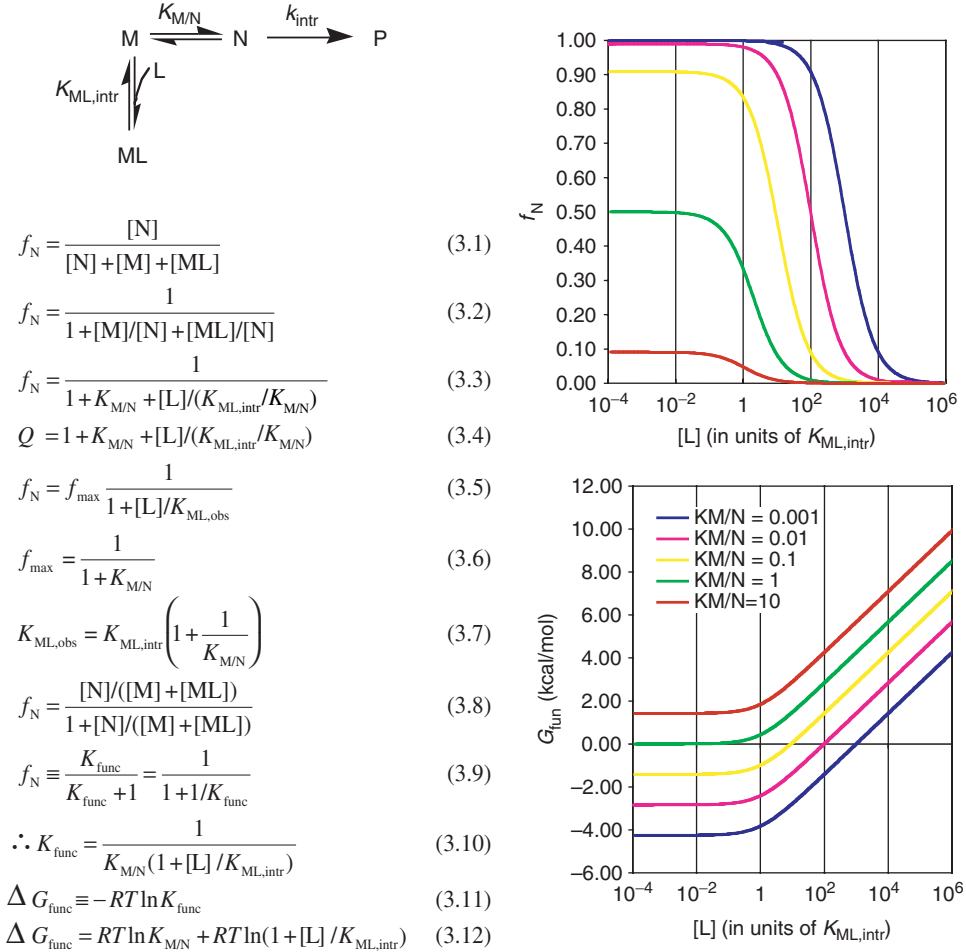 K_M/N
k_intr
M N P
K_ML,intr
L
ML
f_N = [N] / ([N]+[M]+[ML]) (3.1)
f_N = 1 / (1+[M]/[N]+[ML]/[N]) (3.2)
f_N = 1 / (1+K_M/N+[L]/(K_ML,intr/K_M/N)) (3.3)
Q = 1+K_M/N+[L]/(K_ML,intr/K_M/N) (3.4)
f_N = f_max 1 / (1+[L]/K_ML,obs) (3.5)
f_max = 1 / (1+K_M/N) (3.6)
K_ML,obs = K_ML,intr (1+ 1 / K_M/N) (3.7)
f_N = [N]/([M]+[ML]) / (1+[N]/([M]+[ML])) (3.8)
f_N ≡ K_func / (K_func +1) = 1 / (1+1/K_func) (3.9)
∴ K_func = 1 / (K_M/N(1+[L]/K_ML,intr)) (3.10)
Δ G_func ≡ −RT ln K_func (3.11)
Δ G_func = RT ln K_M/N + RT ln(1+[L]/K_ML,intr) (3.12)
f_N
1.00
0.90
0.80
0.70
0.60
0.50
0.40
0.30
0.20
0.10
0.00
10^−4 10^−2 1 10^2 10^4 10^6
[L] (in units of K_ML,intr)
G_fun (kcal/mol)
12.00
10.00
8.00
6.00
4.00
2.00
0.00
−2.00
−4.00
−6.00
KM/N = 0.001
KM/N = 0.01
KM/N = 0.1
KM/N = 1
KM/N=10
10^−4 10^−2 1 10^2 10^4 10^6
[L] (in units of K_ML,intr)